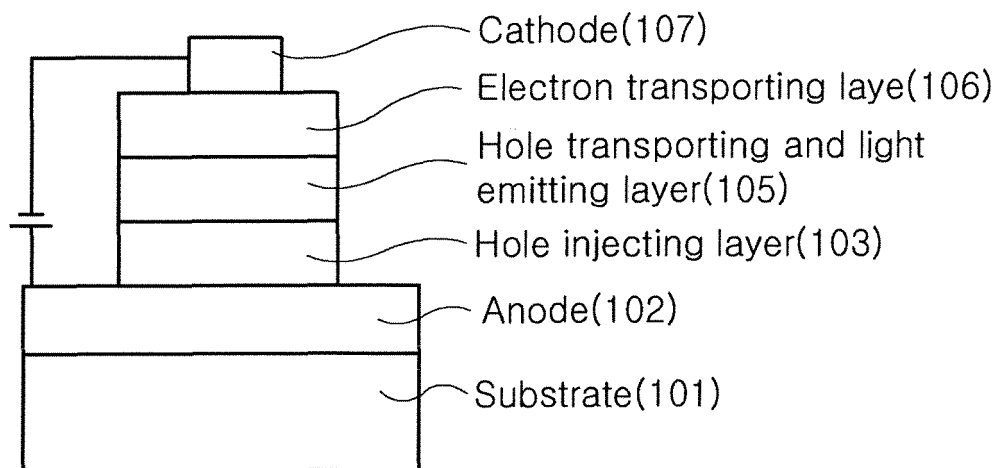 Cathode(107)
Electron transporting laye(106)
Hole transporting and light
emitting layer(105)
Hole injecting layer(103)
Anode(102)
Substrate(101)